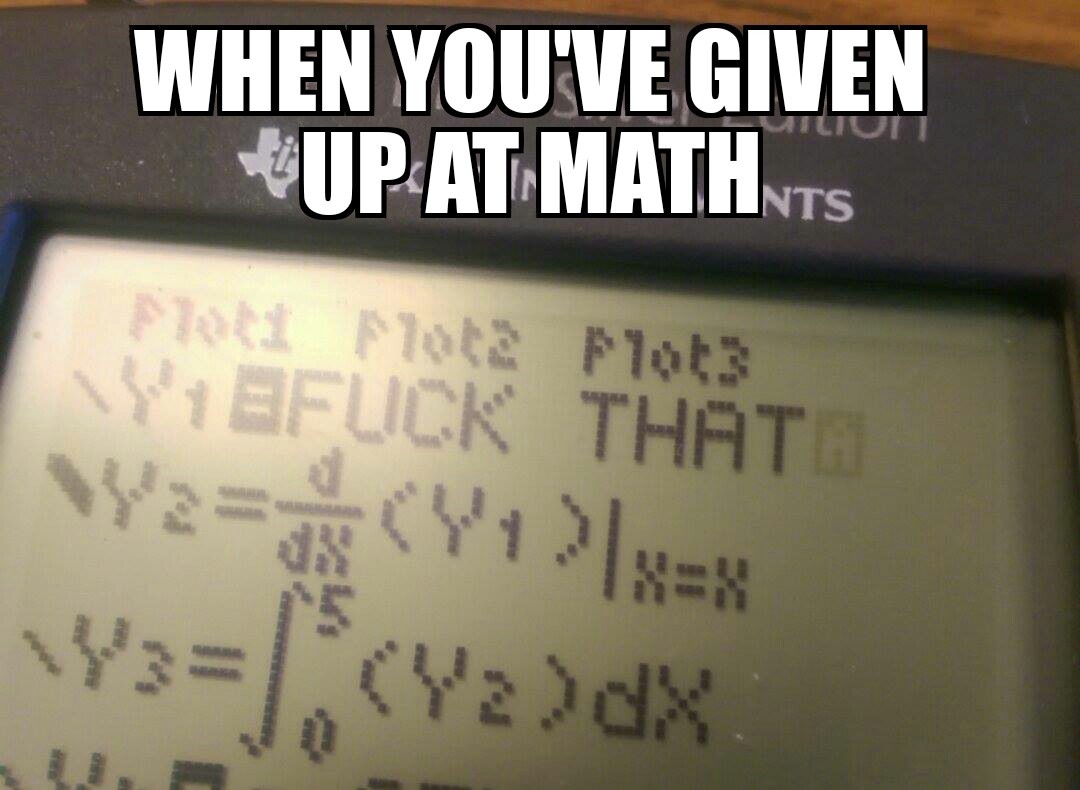 WHEN YOU'VE GIVEN
UP AT MATH
Edition
NTS
Plot1 Plot2 Plot3
\Y1=FUCK THAT
\Y2=d/dX(Y1)|X=X
\Y3=∫05(Y2)dX